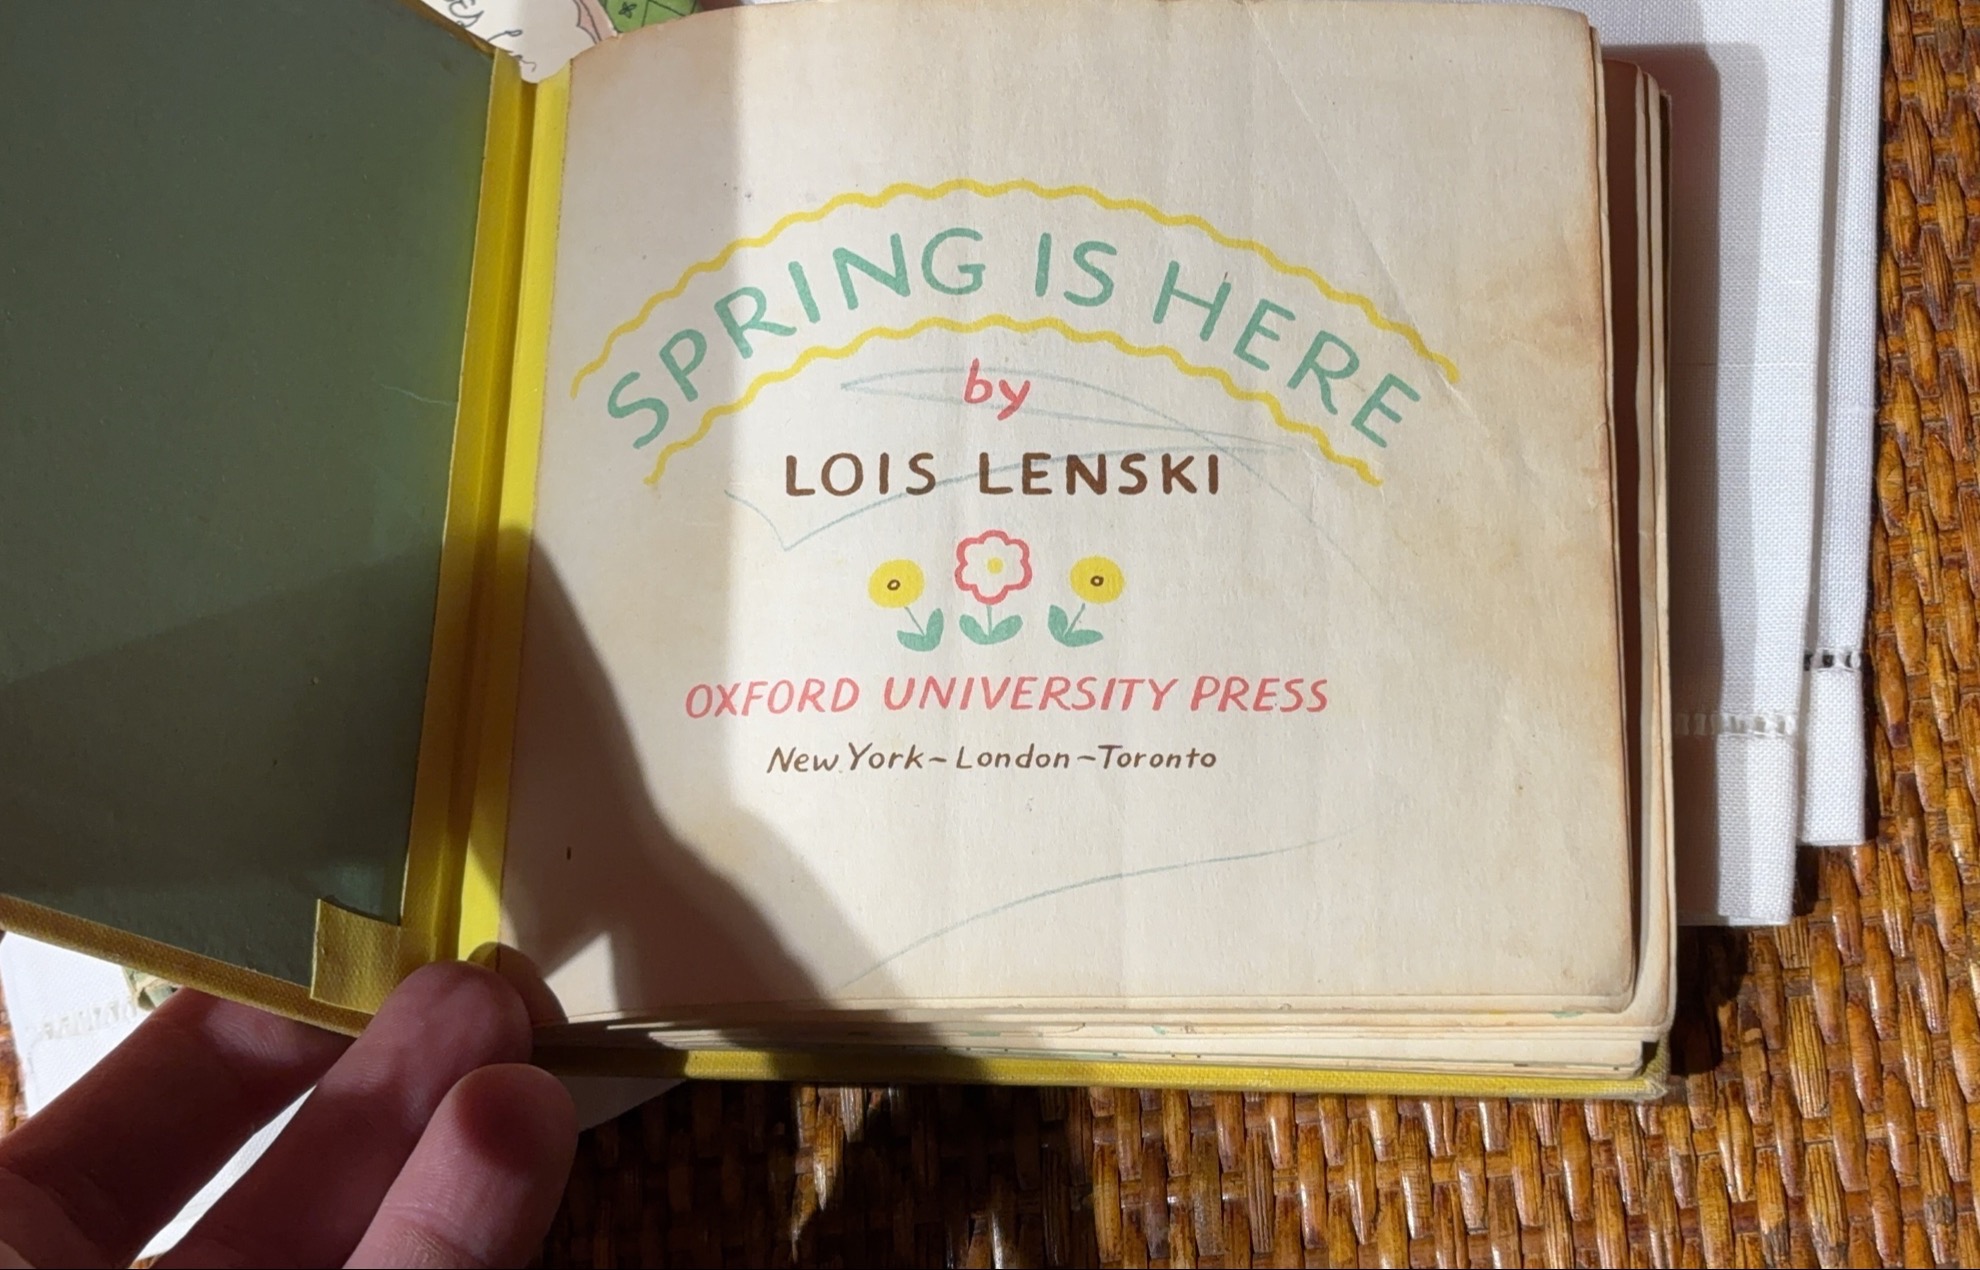 SPRING IS HERE
by
LOIS LENSKI
OXFORD UNIVERSITY PRESS
New York~London~Toronto